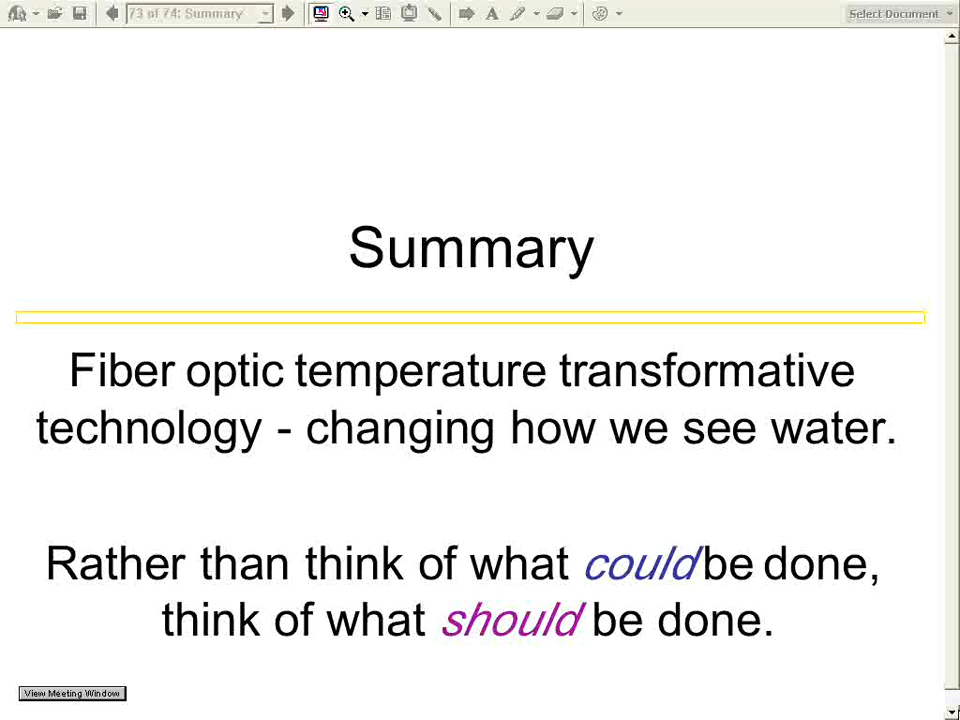 73 of 74: Summary
Select Document
Summary
Fiber optic temperature transformative
technology - changing how we see water.
Rather than think of what could be done,
think of what should be done.
View Meeting Window